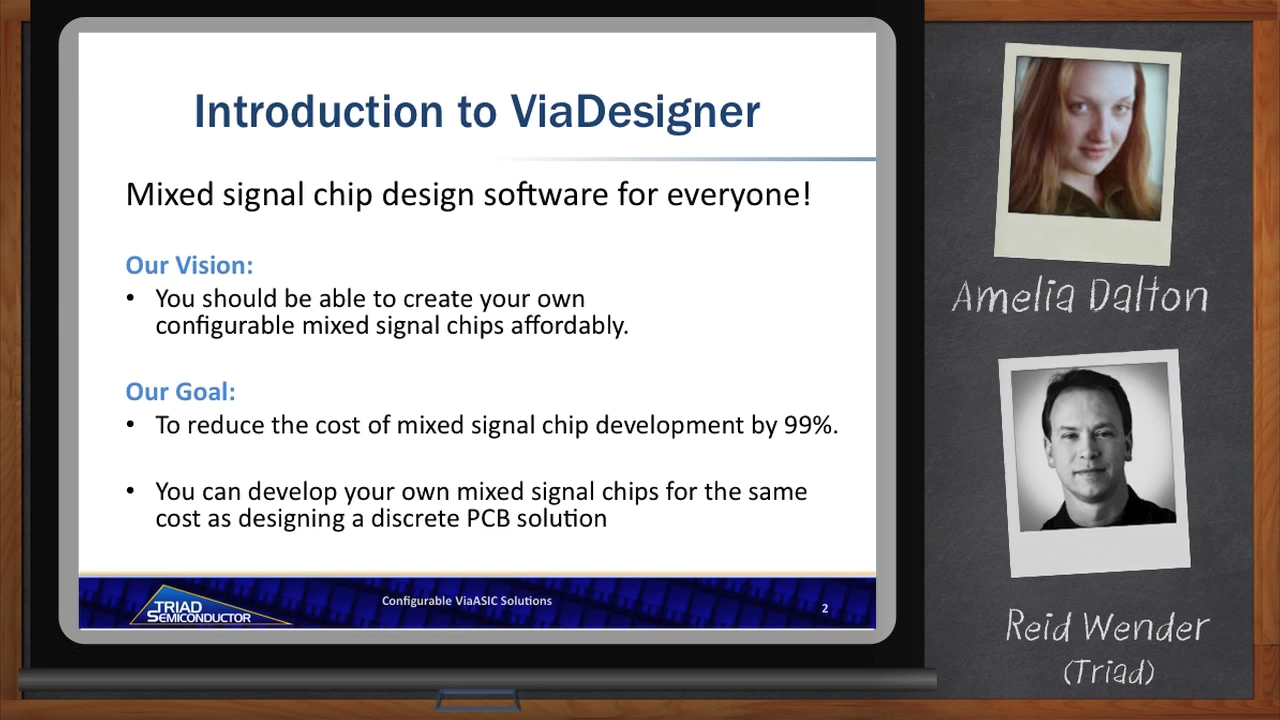 Introduction to ViaDesigner
Mixed signal chip design software for everyone!
Our Vision:
• You should be able to create your own
configurable mixed signal chips affordably.
Our Goal:
• To reduce the cost of mixed signal chip development by 99%.
• You can develop your own mixed signal chips for the same
cost as designing a discrete PCB solution
TRIAD
SEMICONDUCTOR
Configurable ViaASIC Solutions
2
Amelia Dalton
Reid Wender
(Triad)